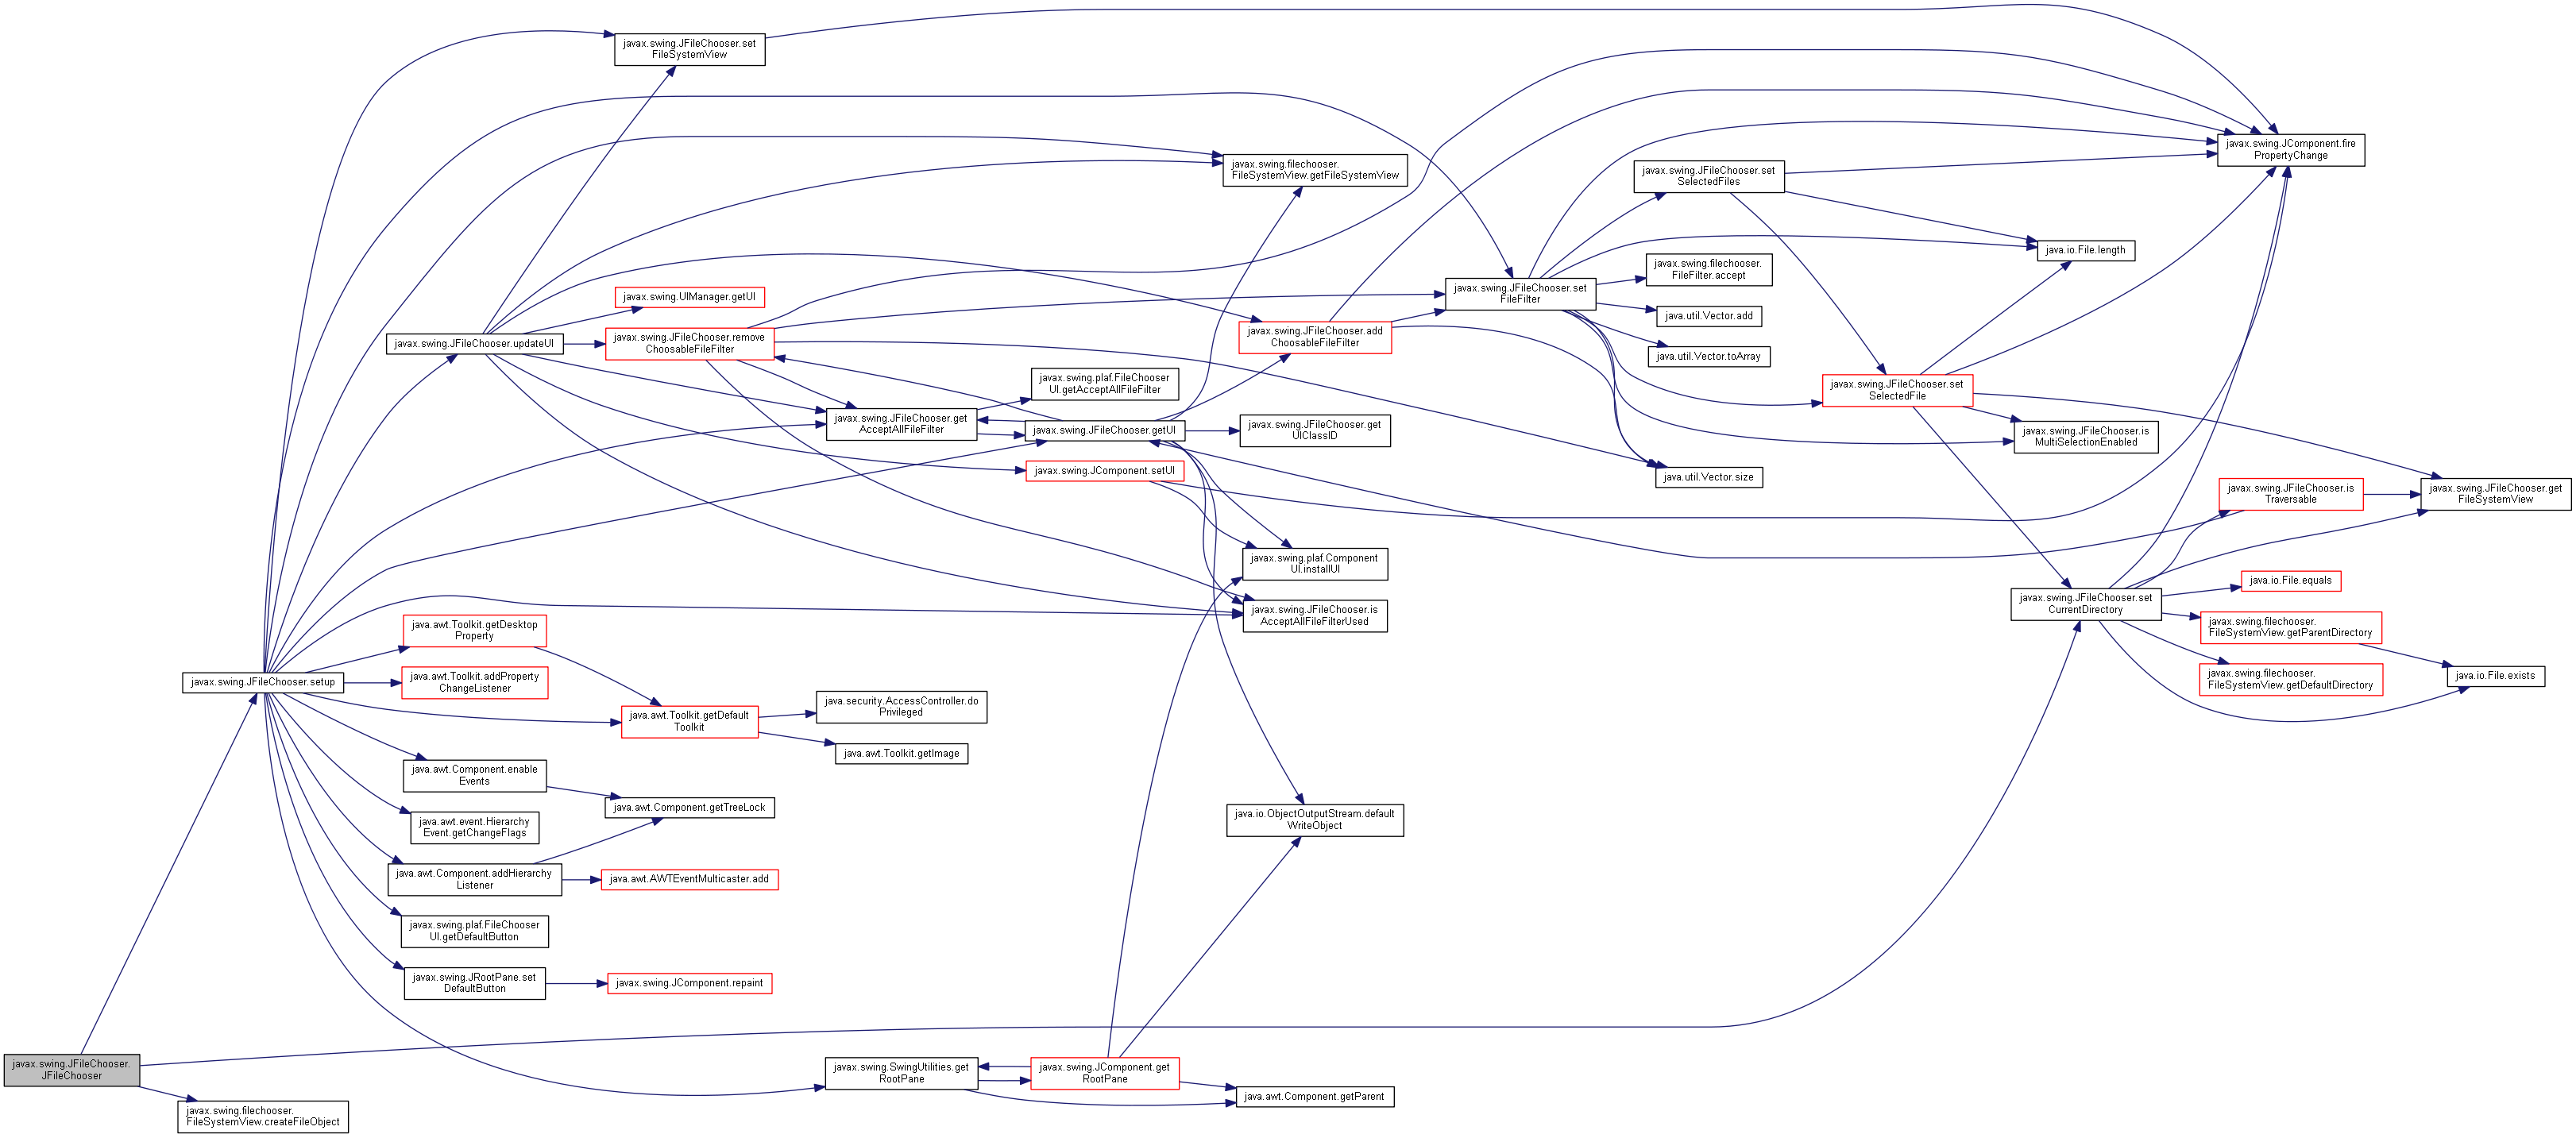 javax.swing.JFileChooser.set
FileSystemView
javax.swing.JComponent.fire
PropertyChange
javax.swing.filechooser.
FileSystemView.getFileSystemView
javax.swing.JFileChooser.set
SelectedFiles
java.io.File.length
javax.swing.filechooser.
FileFilter.accept
javax.swing.JFileChooser.set
FileFilter
javax.swing.UIManager.getUI
java.util.Vector.add
javax.swing.JFileChooser.updateUI
javax.swing.JFileChooser.remove
ChoosableFileFilter
javax.swing.JFileChooser.add
ChoosableFileFilter
java.util.Vector.toArray
javax.swing.plaf.FileChooser
UI.getAcceptAllFileFilter
javax.swing.JFileChooser.set
SelectedFile
javax.swing.JFileChooser.get
AcceptAllFileFilter
javax.swing.JFileChooser.getUI
javax.swing.JFileChooser.get
UIClassID
javax.swing.JFileChooser.is
MultiSelectionEnabled
javax.swing.JComponent.setUI
java.util.Vector.size
javax.swing.JFileChooser.is
Traversable
javax.swing.JFileChooser.get
FileSystemView
javax.swing.plaf.Component
UI.installUI
java.io.File.equals
javax.swing.JFileChooser.is
AcceptAllFileFilterUsed
javax.swing.JFileChooser.set
CurrentDirectory
javax.swing.filechooser.
FileSystemView.getParentDirectory
java.awt.Toolkit.getDesktop
Property
javax.swing.JFileChooser.setup
java.awt.Toolkit.addProperty
ChangeListener
javax.swing.filechooser.
FileSystemView.getDefaultDirectory
java.io.File.exists
java.awt.Toolkit.getDefault
Toolkit
java.security.AccessController.do
Privileged
java.awt.Toolkit.getImage
java.awt.Component.enable
Events
java.awt.Component.getTreeLock
java.awt.event.Hierarchy
Event.getChangeFlags
java.io.ObjectOutputStream.default
WriteObject
java.awt.Component.addHierarchy
Listener
java.awt.AWTEventMulticaster.add
javax.swing.plaf.FileChooser
UI.getDefaultButton
javax.swing.JRootPane.set
DefaultButton
javax.swing.JComponent.repaint
javax.swing.JFileChooser.
JFileChooser
javax.swing.SwingUtilities.get
RootPane
javax.swing.JComponent.get
RootPane
java.awt.Component.getParent
javax.swing.filechooser.
FileSystemView.createFileObject